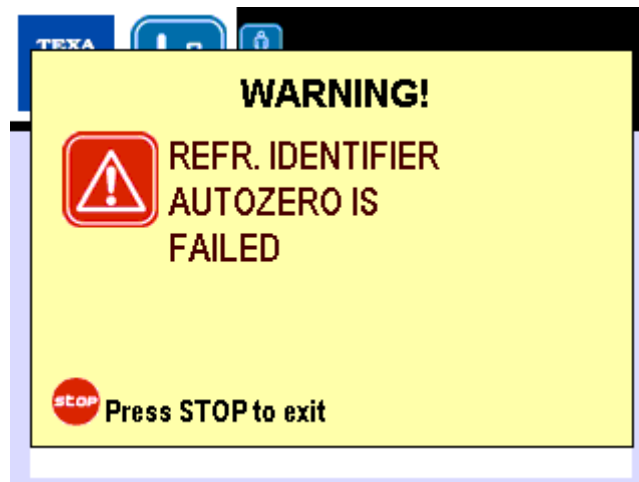 TEXA
WARNING!
REFR. IDENTIFIER
AUTOZERO IS
FAILED
stop Press STOP to exit